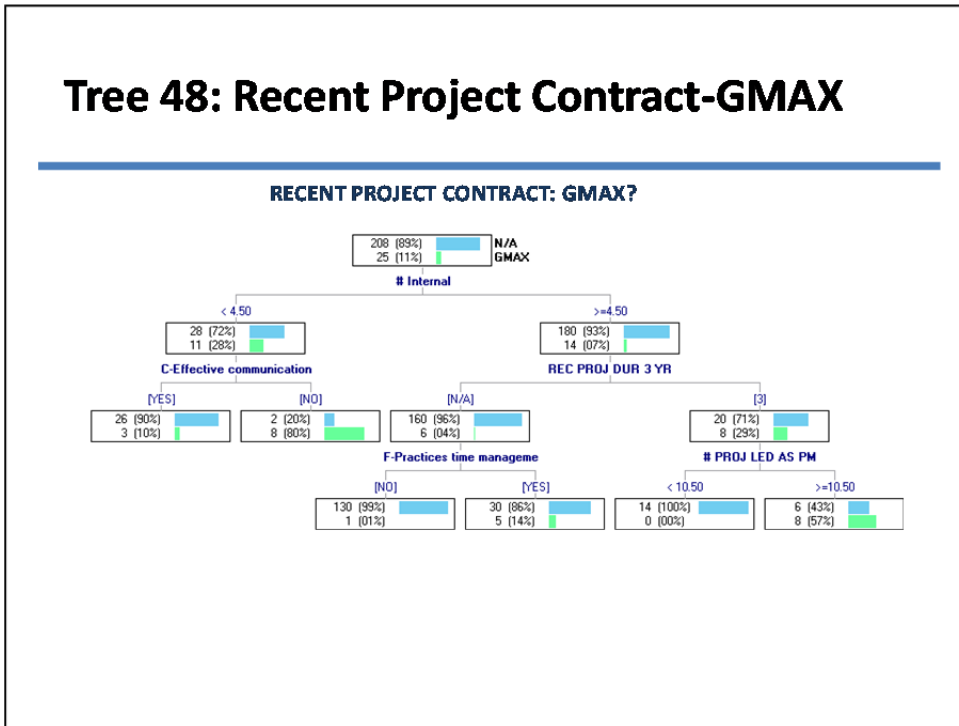 Tree 48: Recent Project Contract-GMAX
RECENT PROJECT CONTRACT: GMAX?
208 (89%) N/A
25 (11%) GMAX
# Internal
< 4.50 >=4.50
28 (72%) 180 (93%)
11 (28%) 14 (07%)
C-Effective communication REC PROJ DUR 3 YR
[YES] [NO] [N/A] [3]
26 (90%) 2 (20%) 160 (96%) 20 (71%)
3 (10%) 8 (80%) 6 (04%) 8 (29%)
F-Practices time manageme # PROJ LED AS PM
[NO] [YES] < 10.50 >=10.50
130 (99%) 30 (86%) 14 (100%) 6 (43%)
1 (01%) 5 (14%) 0 (00%) 8 (57%)